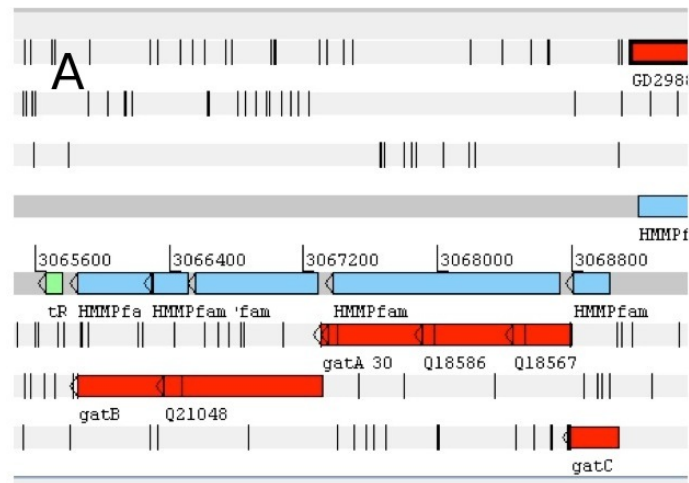 A
GD298
HMMPf
3065600 3066400 3067200 3068000 3068800
tR HMMPfa HMMPfam 'fam HMMPfam HMMPfam
gatA 30 Q18586 Q18567
gatB Q21048
gatC